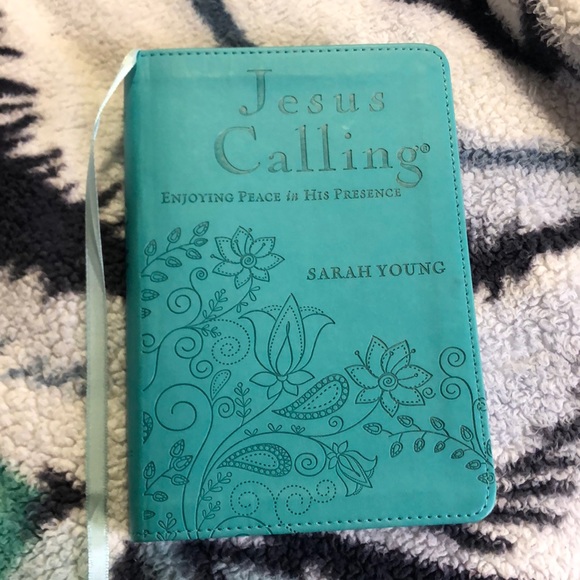 Jesus
Calling®
ENJOYING PEACE in HIS PRESENCE
SARAH YOUNG